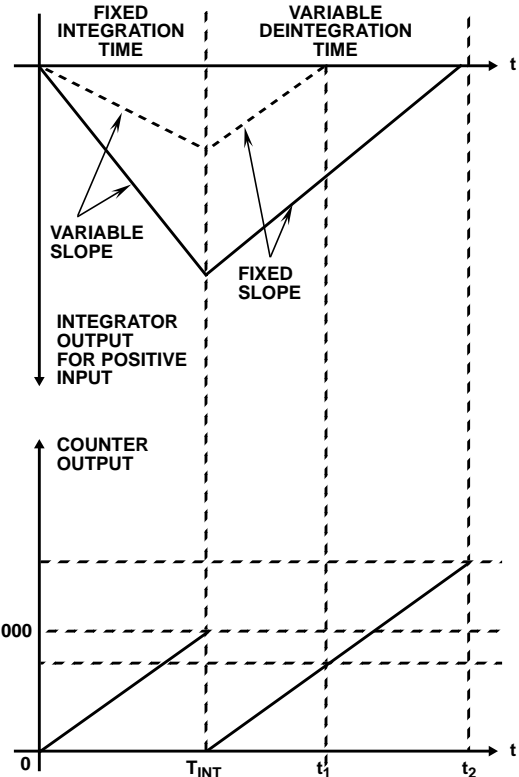 FIXED
INTEGRATION
TIME
VARIABLE
DEINTEGRATION
TIME
t
VARIABLE
SLOPE
FIXED
SLOPE
INTEGRATOR
OUTPUT
FOR POSITIVE
INPUT
COUNTER
OUTPUT
000
0
TINT
t1
t2
t